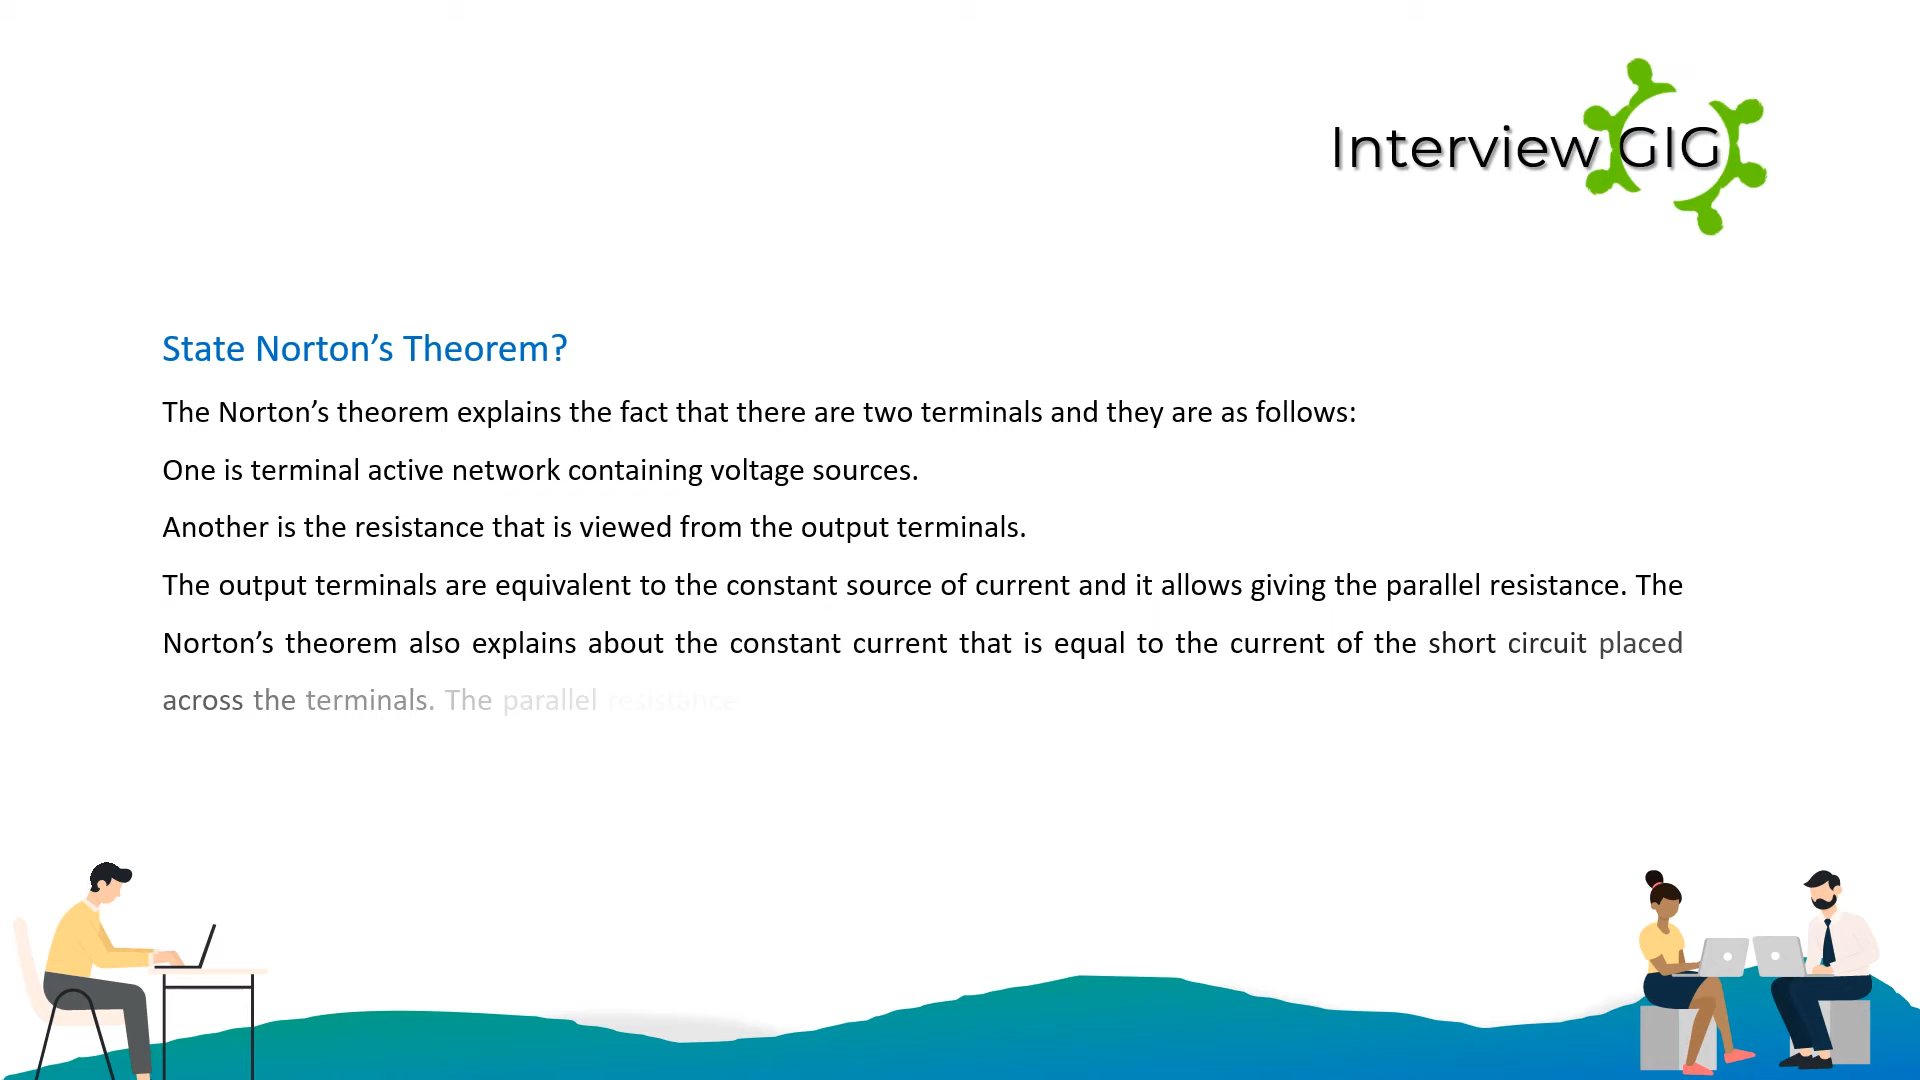 Interview GIG
State Norton’s Theorem?
The Norton’s theorem explains the fact that there are two terminals and they are as follows:
One is terminal active network containing voltage sources.
Another is the resistance that is viewed from the output terminals.
The output terminals are equivalent to the constant source of current and it allows giving the parallel resistance. The
Norton’s theorem also explains about the constant current that is equal to the current of the short circuit placed
across the terminals. The parallel resistance